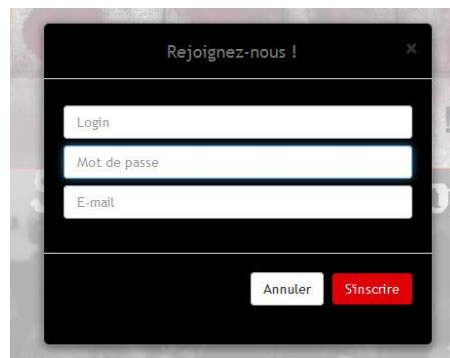 Rejoignez-nous ! ×
Login
Mot de passe
E-mail
Annuler S'inscrire